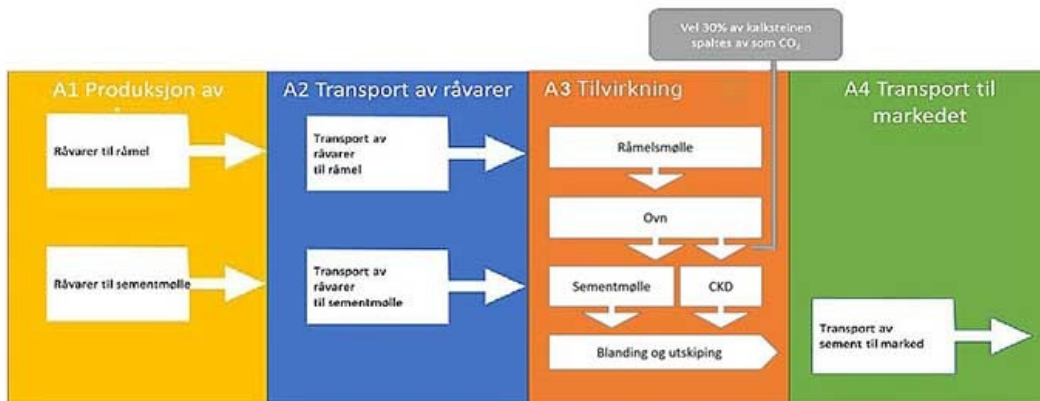 Vel 30% av kalksteinen
spaltes av som CO₂
A1 Produksjon av
Råvarer til råmel
Råvarer til sementmølle
A2 Transport av råvarer
Transport av
råvarer
til råmel
Transport av
råvarer
til sementmølle
A3 Tilvirkning
Råmelsmølle
Ovn
Sementmølle
CKD
Blanding og utskiping
A4 Transport til
markedet
Transport av
sement til marked